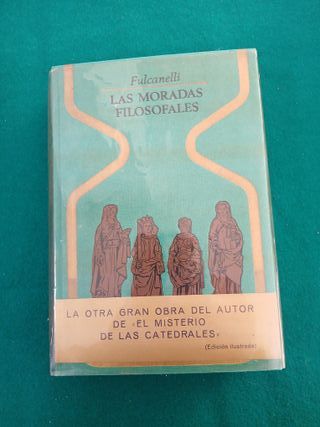 Fulcanelli
LAS MORADAS
FILOSOFALES
LA OTRA GRAN OBRA DEL AUTOR
DE «EL MISTERIO
DE LAS CATEDRALES»
(Edición ilustrada)